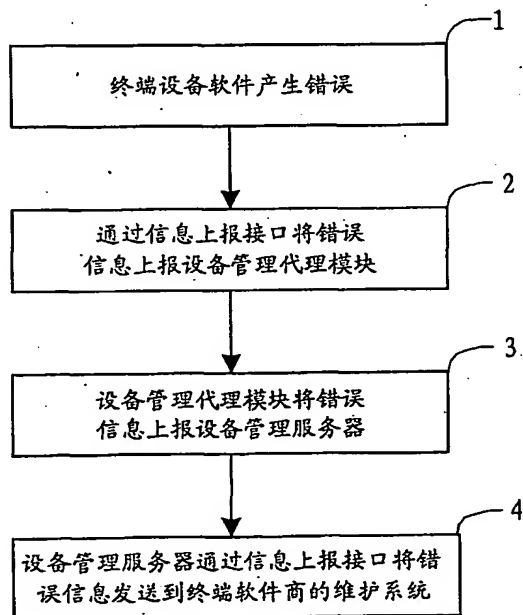 1
终端设备软件产生错误
2
通过信息上报接口将错误
信息上报设备管理代理模块
3
设备管理代理模块将错误
信息上报设备管理服务器
4
设备管理服务器通过信息上报接口将错
误信息发送到终端软件商的维护系统